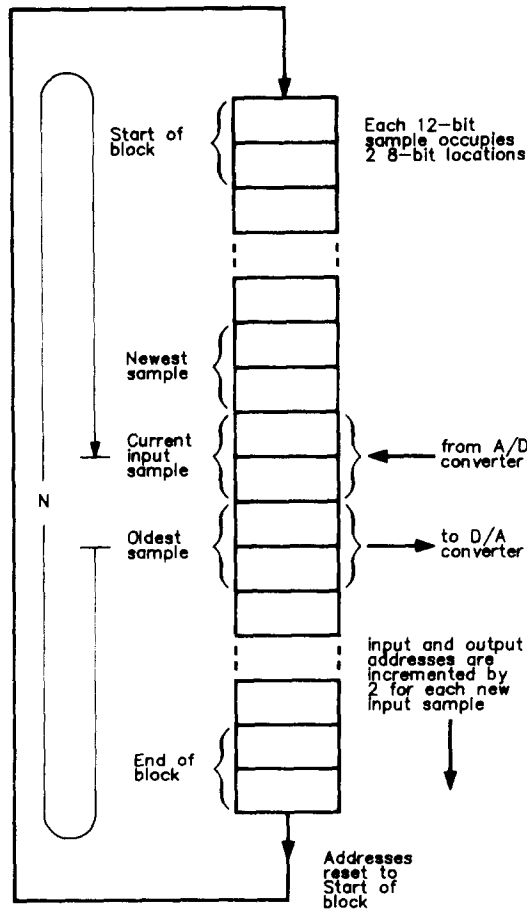 Start of
block
Each 12-bit
sample occupies
2 8-bit locations
Newest
sample
Current
input
sample
from A/D
converter
N
Oldest
sample
to D/A
converter
input and output
addresses are
incremented by
2 for each new
input sample
End of
block
Addresses
reset to
Start of
block